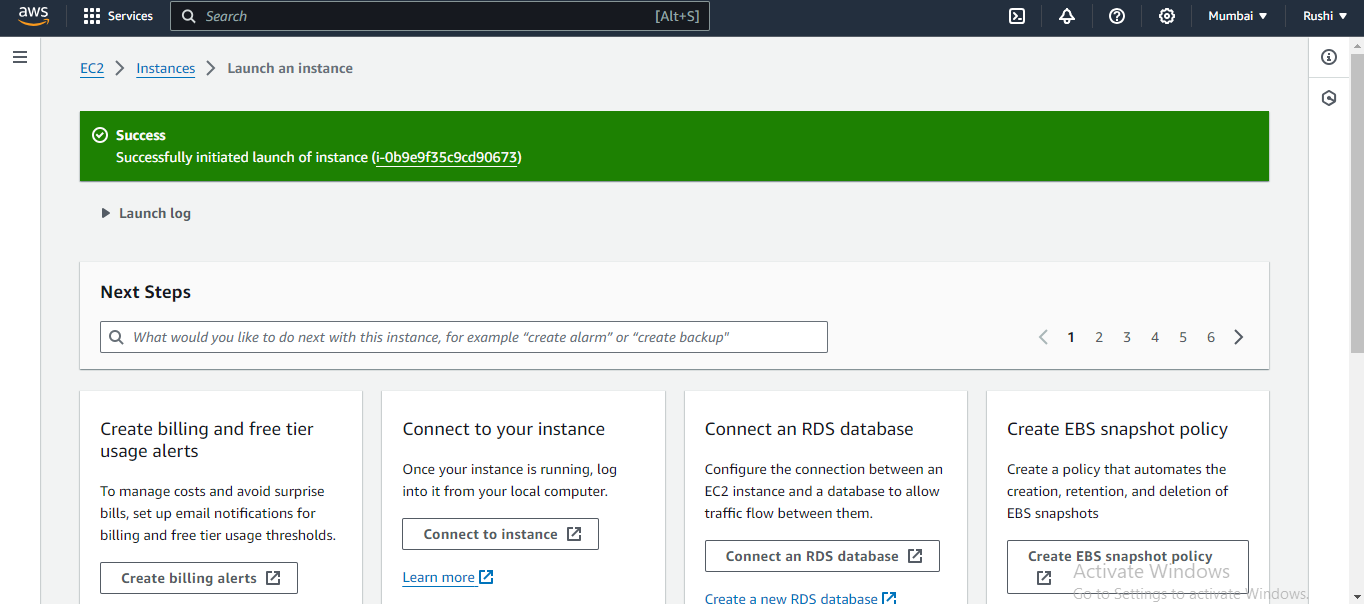 aws
Services
Search
[Alt+S]
Mumbai
Rushi
EC2
Instances
Launch an instance
Success
Successfully initiated launch of instance (i-0b9e9f35c9cd90673)
Launch log
Next Steps
What would you like to do next with this instance, for example “create alarm” or “create backup"
1 2 3 4 5 6
Create billing and free tier
usage alerts
To manage costs and avoid surprise
bills, set up email notifications for
billing and free tier usage thresholds.
Create billing alerts
Connect to your instance
Once your instance is running, log
into it from your local computer.
Connect to instance
Learn more
Connect an RDS database
Configure the connection between an
EC2 instance and a database to allow
traffic flow between them.
Connect an RDS database
Create a new RDS database
Create EBS snapshot policy
Create a policy that automates the
creation, retention, and deletion of
EBS snapshots
Create EBS snapshot policy
Activate Windows
Go to Settings to activate Windows.